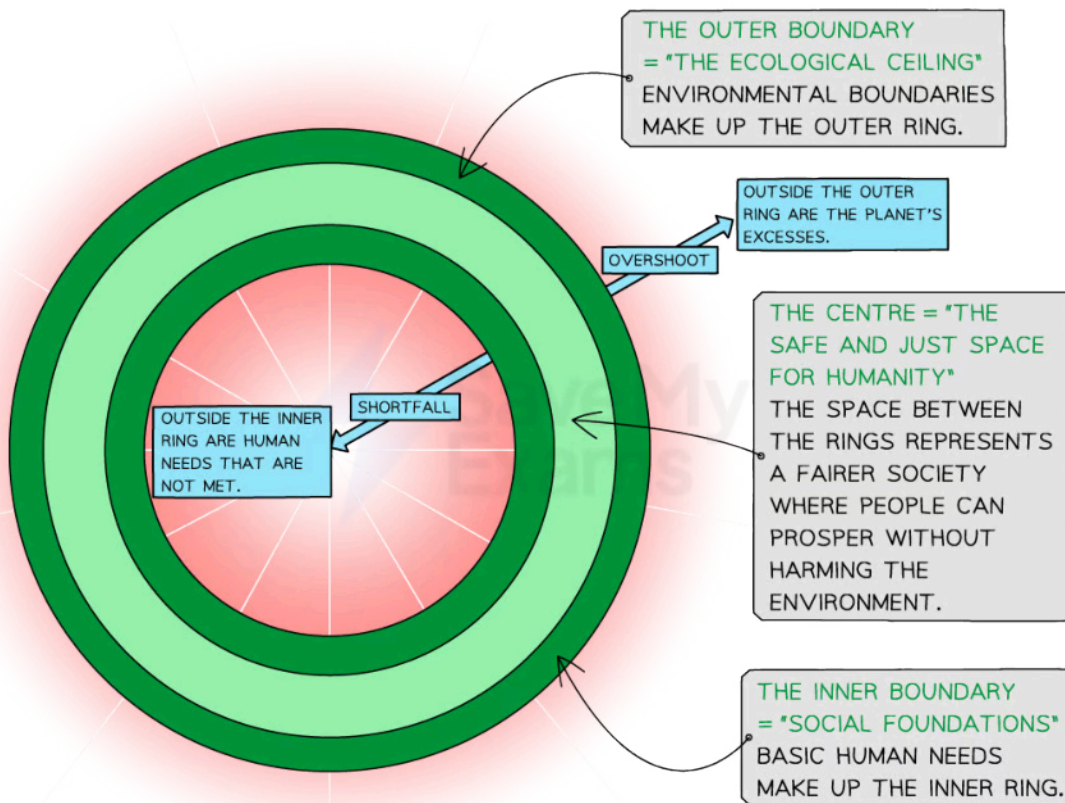 THE OUTER BOUNDARY
= "THE ECOLOGICAL CEILING"
ENVIRONMENTAL BOUNDARIES
MAKE UP THE OUTER RING.
OUTSIDE THE OUTER
RING ARE THE PLANET'S
EXCESSES.
OVERSHOOT
THE CENTRE = "THE
SAFE AND JUST SPACE
FOR HUMANITY"
THE SPACE BETWEEN
THE RINGS REPRESENTS
A FAIRER SOCIETY
WHERE PEOPLE CAN
PROSPER WITHOUT
HARMING THE
ENVIRONMENT.
SHORTFALL
OUTSIDE THE INNER
RING ARE HUMAN
NEEDS THAT ARE
NOT MET.
SaveMy
Exams
THE INNER BOUNDARY
= "SOCIAL FOUNDATIONS"
BASIC HUMAN NEEDS
MAKE UP THE INNER RING.